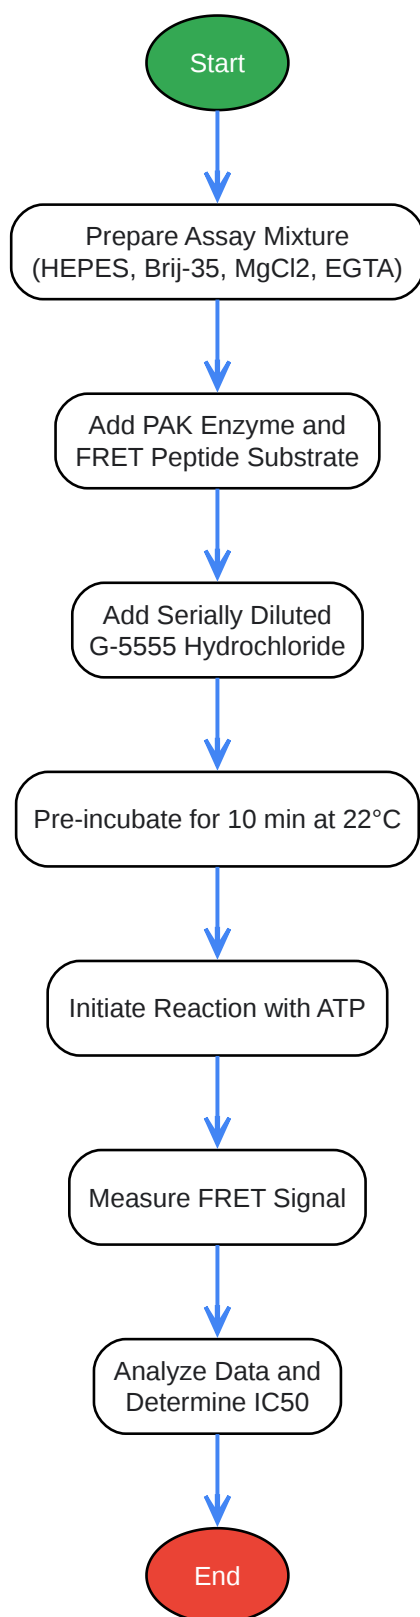 Start
Prepare Assay Mixture
(HEPES, Brij-35, MgCl2, EGTA)
Add PAK Enzyme and
FRET Peptide Substrate
Add Serially Diluted
G-5555 Hydrochloride
Pre-incubate for 10 min at 22°C
Initiate Reaction with ATP
Measure FRET Signal
Analyze Data and
Determine IC50
End